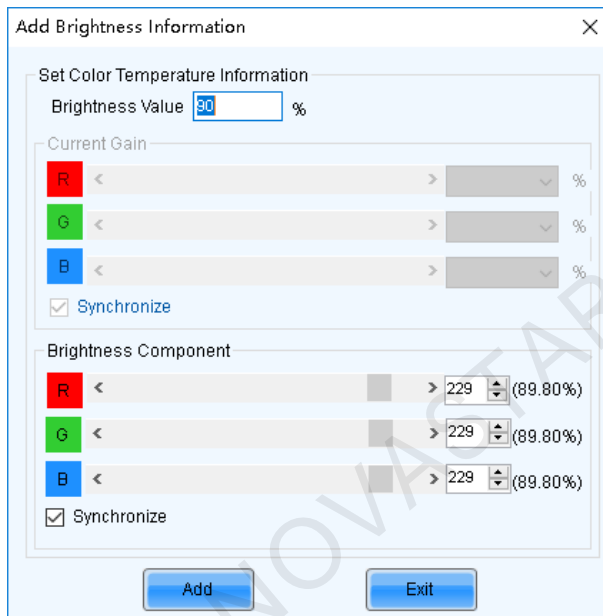 Add Brightness Information
Set Color Temperature Information
Brightness Value 90 %
Current Gain
R %
G %
B %
Synchronize
Brightness Component
R 229 (89.80%)
G 229 (89.80%)
B 229 (89.80%)
Synchronize
Add Exit
NOVASTAR